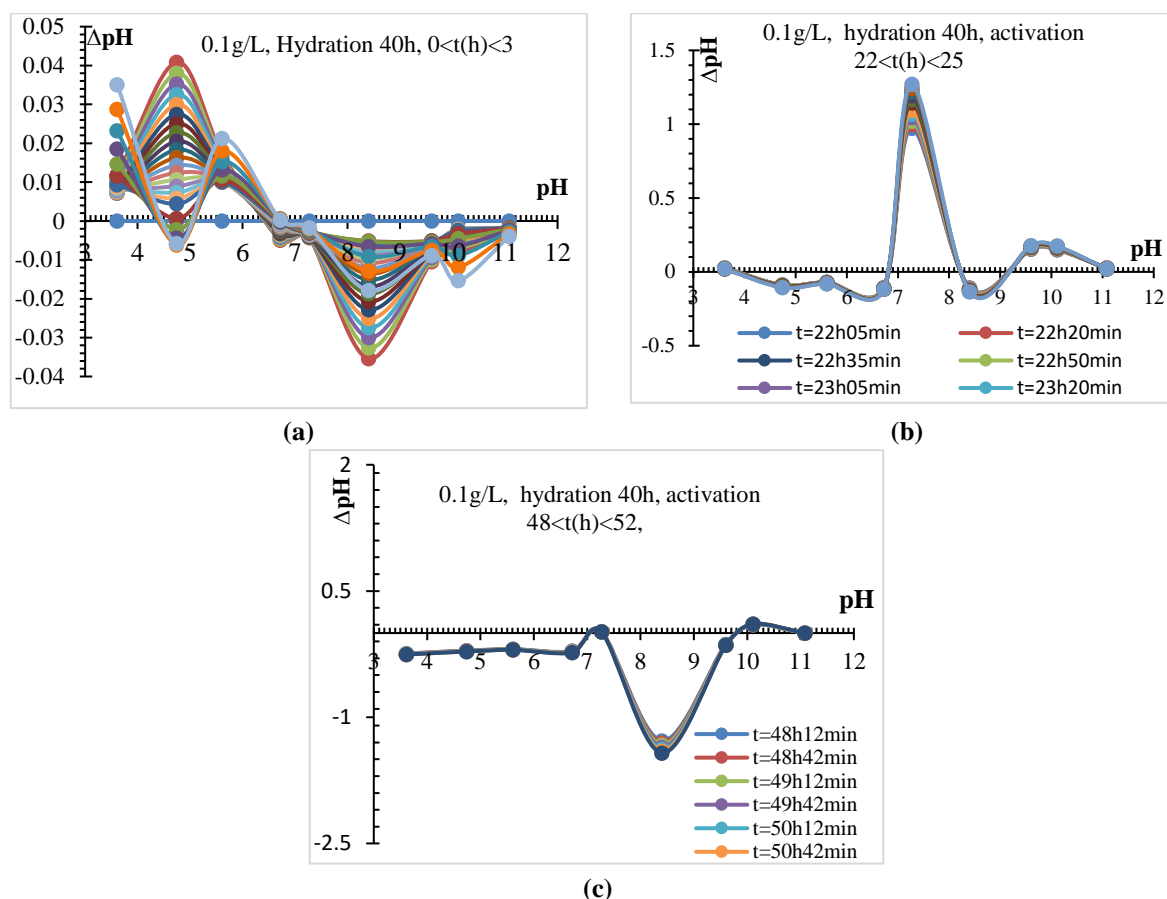 0.05
ΔpH
0.1g/L, Hydration 40h, 0<t(h)<3
0.04
0.03
0.02
0.01
pH
0
3 4 5 6 7 8 9 10 11 12
-0.01
-0.02
-0.03
-0.04
(a)
0.1g/L, hydration 40h, activation
22<t(h)<25
ΔpH
1.5
1
0.5
pH
0
3 4 5 6 7 8 9 10 11 12
-0.5
t=22h05min t=22h20min
t=22h35min t=22h50min
t=23h05min t=23h20min
(b)
2
ΔpH
0.1g/L, hydration 40h, activation
48<t(h)<52,
0.5
pH
3 4 5 6 7 8 9 10 11 12
-1
-2.5
t=48h12min
t=48h42min
t=49h12min
t=49h42min
t=50h12min
t=50h42min
(c)